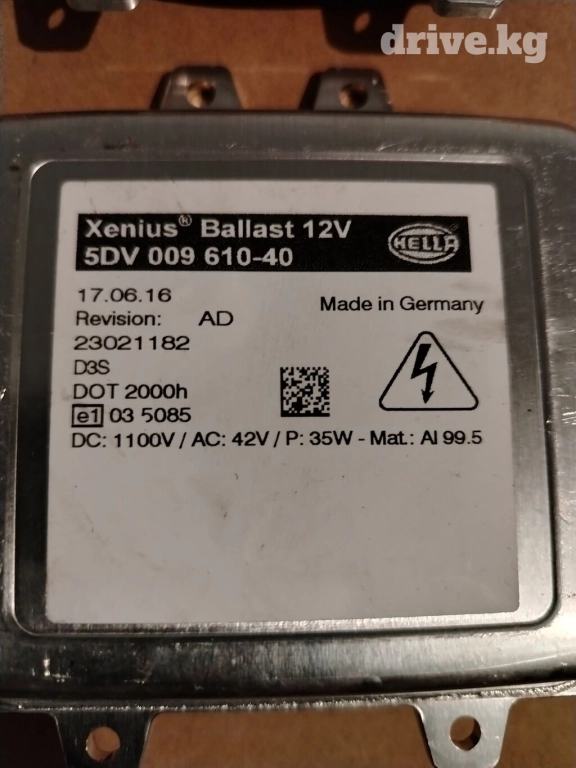 drive.kg
Xenius® Ballast 12V
5DV 009 610-40
HELLA
17.06.16
Made in Germany
Revision: AD
23021182
D3S
DOT 2000h
e1 03 5085
DC: 1100V / AC: 42V / P: 35W - Mat.: Al 99.5